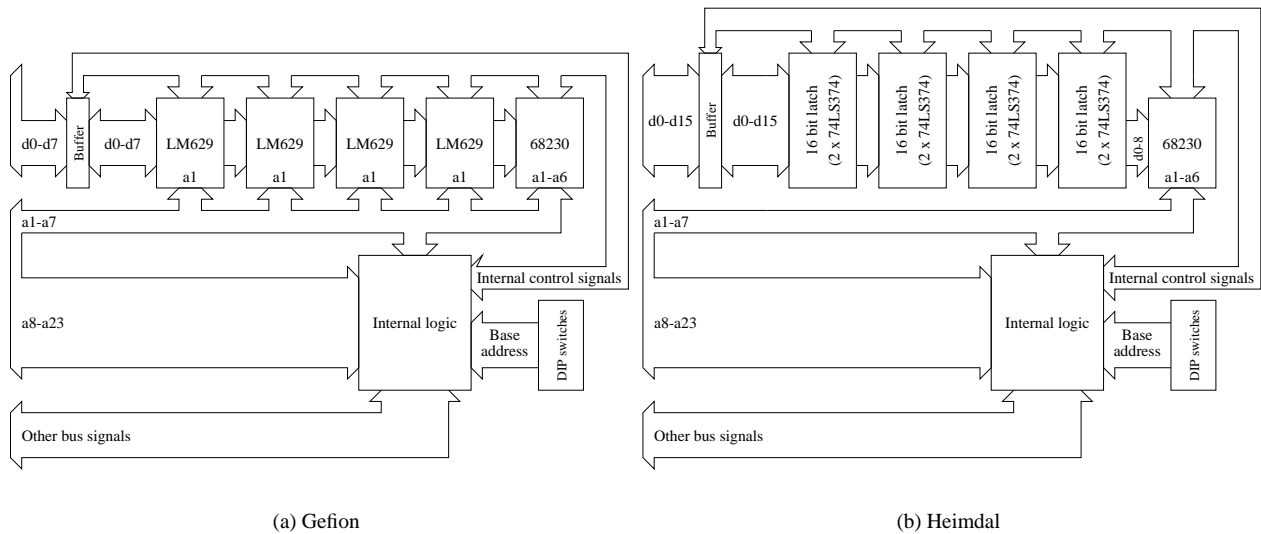 d0-d7
Buffer
d0-d7
LM629
a1
LM629
a1
LM629
a1
LM629
a1
68230
a1-a6
a1-a7
Internal control signals
a8-a23
Internal logic
Base
address
DIP switches
Other bus signals
(a) Gefion
d0-d15
Buffer
d0-d15
16 bit latch
(2 x 74LS374)
16 bit latch
(2 x 74LS374)
16 bit latch
(2 x 74LS374)
16 bit latch
(2 x 74LS374)
d0-8
68230
a1-a6
a1-a7
Internal control signals
a8-a23
Internal logic
Base
address
DIP switches
Other bus signals
(b) Heimdal